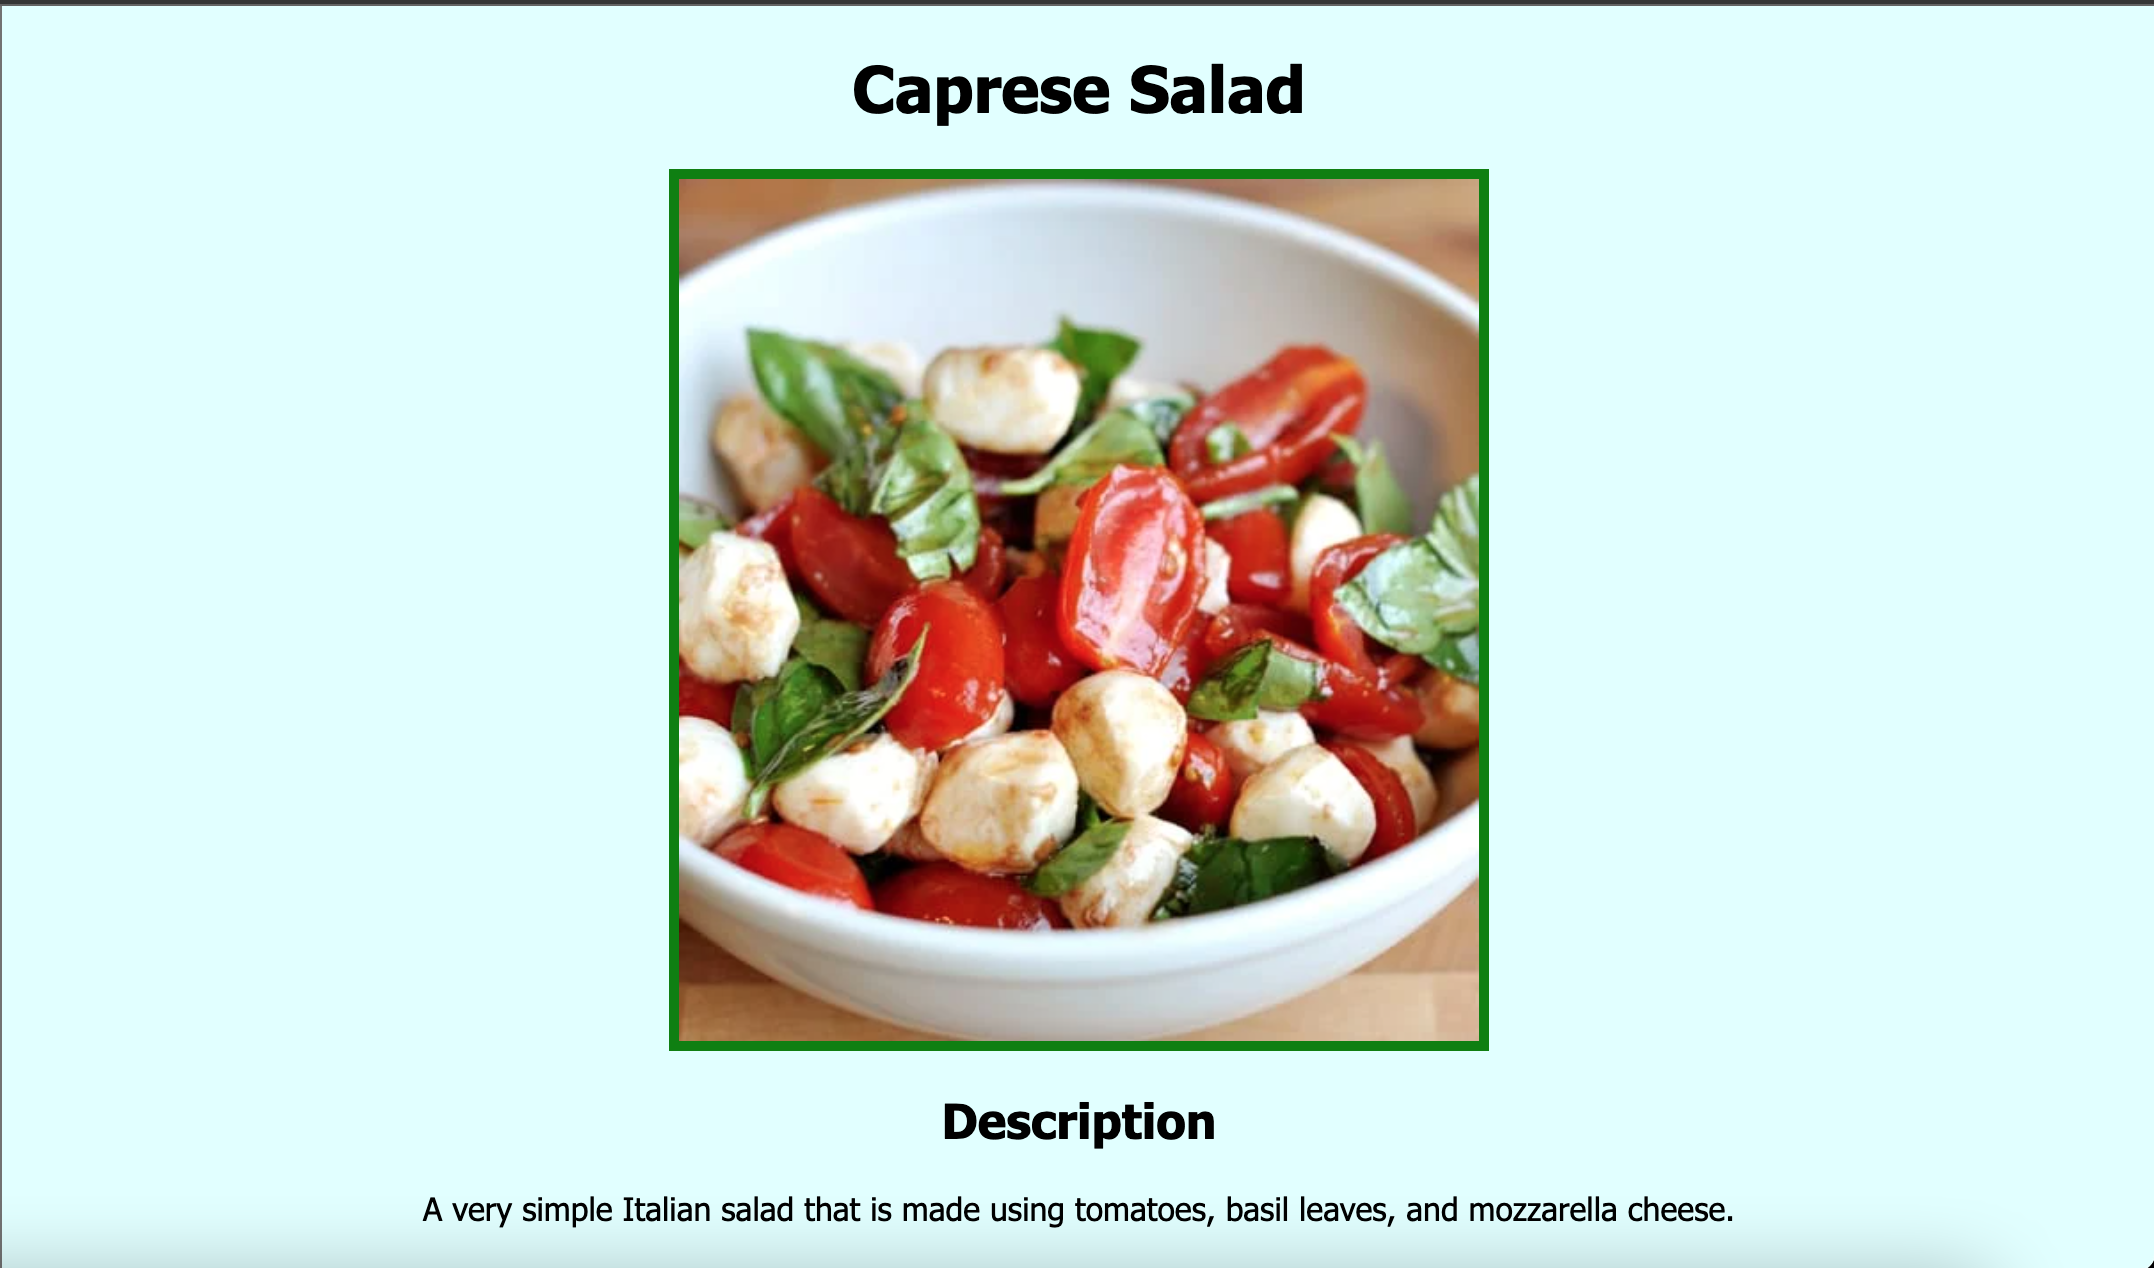 Caprese Salad
Description
A very simple Italian salad that is made using tomatoes, basil leaves, and mozzarella cheese.